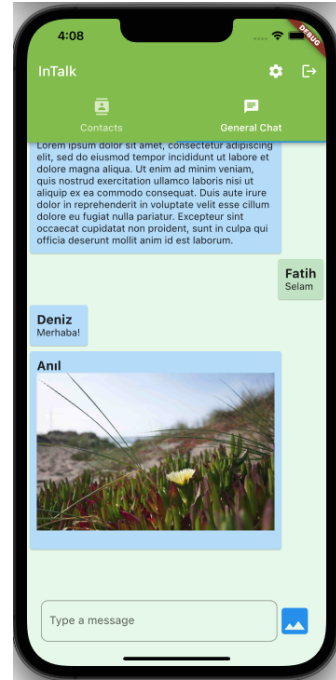 4:08
DEBUG
InTalk
Contacts
General Chat
Lorem ipsum dolor sit amet, consectetur adipiscing
elit, sed do eiusmod tempor incididunt ut labore et
dolore magna aliqua. Ut enim ad minim veniam,
quis nostrud exercitation ullamco laboris nisi ut
aliquip ex ea commodo consequat. Duis aute irure
dolor in reprehenderit in voluptate velit esse cillum
dolore eu fugiat nulla pariatur. Excepteur sint
occaecat cupidatat non proident, sunt in culpa qui
officia deserunt mollit anim id est laborum.
Fatih
Selam
Deniz
Merhaba!
Anıl
Type a message